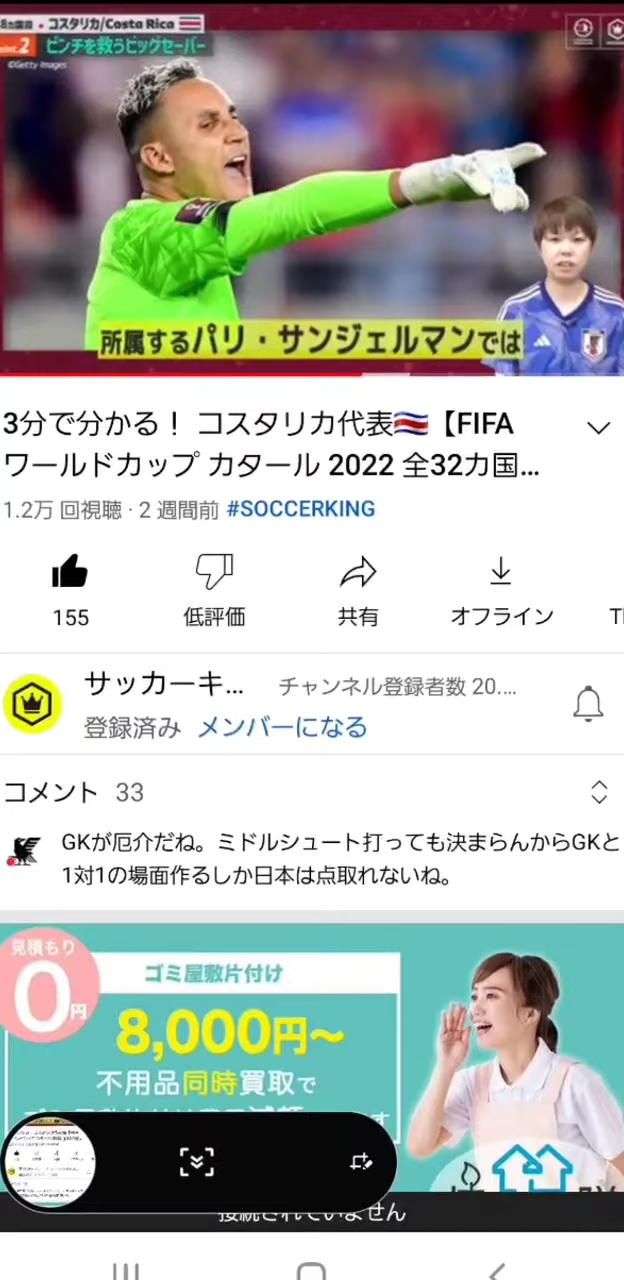 コスタリカ/Costa Rica
2 ピンチを救うビッグセーバー
©Getty Images
所属するパリ・サンジェルマンでは
3分で分かる! コスタリカ代表🇨🇷【FIFA
ワールドカップ カタール 2022 全32カ国...
1.2万 回視聴 · 2 週間前 #SOCCERKING
155 低評価 共有 オフライン
サッカーキ... チャンネル登録者数 20....
登録済み メンバーになる
コメント 33
GKが厄介だね。ミドルシュート打っても決まらんからGKと
1対1の場面作るしか日本は点取れないね。
見積もり
0円
ゴミ屋敷片付け
8,000円〜
不用品同時買取で
接続されていません